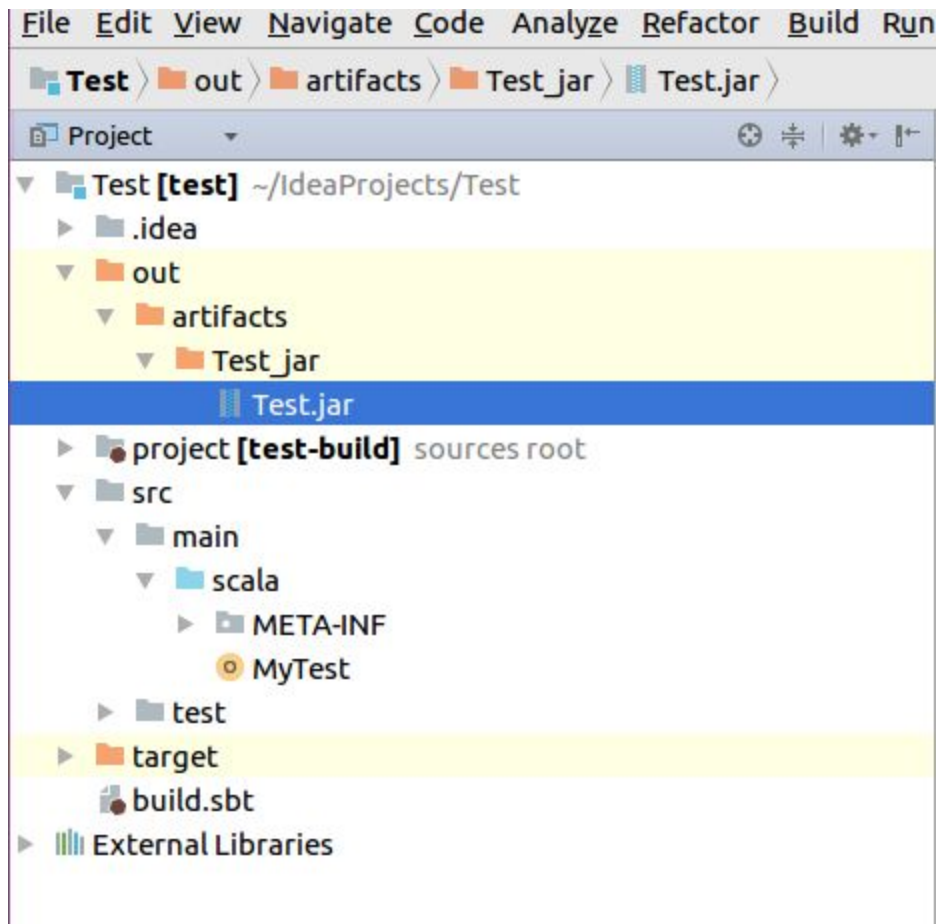 File Edit View Navigate Code Analyze Refactor Build Run
Test out artifacts Test_jar Test.jar
Project
Test [test] ~/IdeaProjects/Test
.idea
out
artifacts
Test_jar
Test.jar
project [test-build] sources root
src
main
scala
META-INF
MyTest
test
target
build.sbt
External Libraries